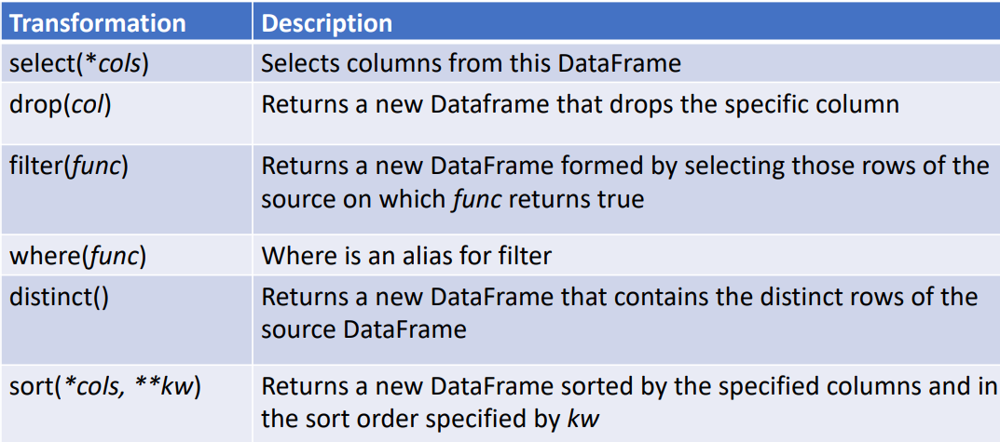 Transformation Description
select(*cols) Selects columns from this DataFrame
drop(col) Returns a new Dataframe that drops the specific column
filter(func) Returns a new DataFrame formed by selecting those rows of the
source on which func returns true
where(func) Where is an alias for filter
distinct() Returns a new DataFrame that contains the distinct rows of the
source DataFrame
sort(*cols, **kw) Returns a new DataFrame sorted by the specified columns and in
the sort order specified by kw